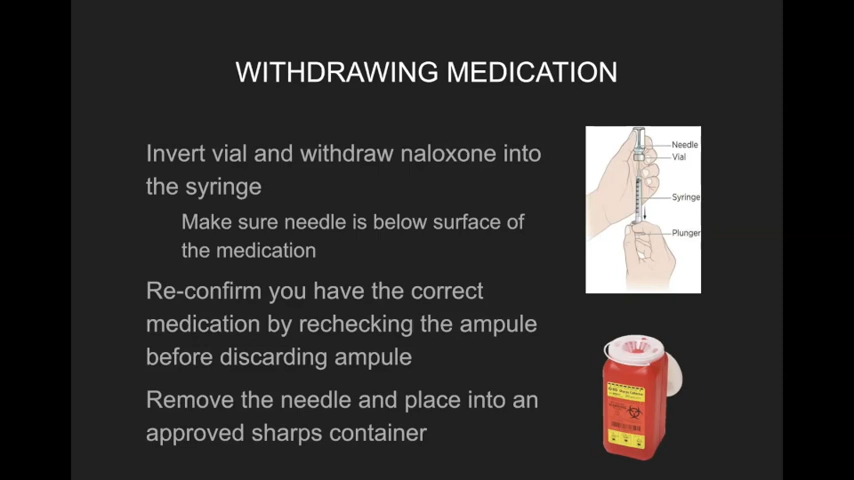 WITHDRAWING MEDICATION
Invert vial and withdraw naloxone into
the syringe
Make sure needle is below surface of
the medication
Re-confirm you have the correct
medication by rechecking the ampule
before discarding ampule
Remove the needle and place into an
approved sharps container
Needle
Vial
Syringe
Plunger